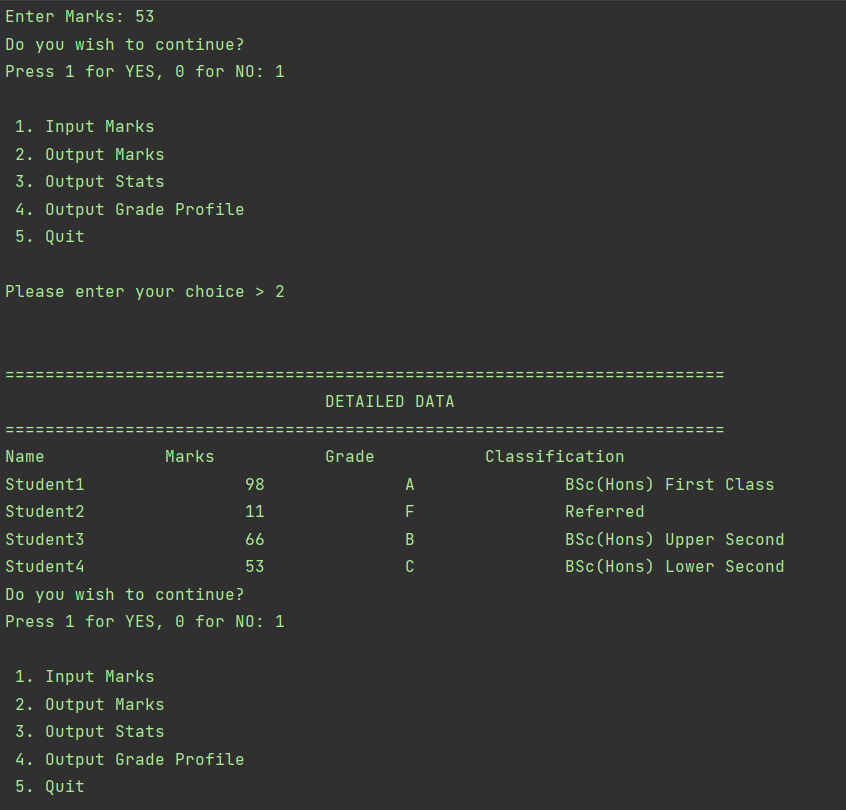 Enter Marks: 53
Do you wish to continue?
Press 1 for YES, 0 for NO: 1
1. Input Marks
2. Output Marks
3. Output Stats
4. Output Grade Profile
5. Quit
Please enter your choice > 2
========================================================================
DETAILED DATA
========================================================================
Name Marks Grade Classification
Student1 98 A BSc(Hons) First Class
Student2 11 F Referred
Student3 66 B BSc(Hons) Upper Second
Student4 53 C BSc(Hons) Lower Second
Do you wish to continue?
Press 1 for YES, 0 for NO: 1
1. Input Marks
2. Output Marks
3. Output Stats
4. Output Grade Profile
5. Quit